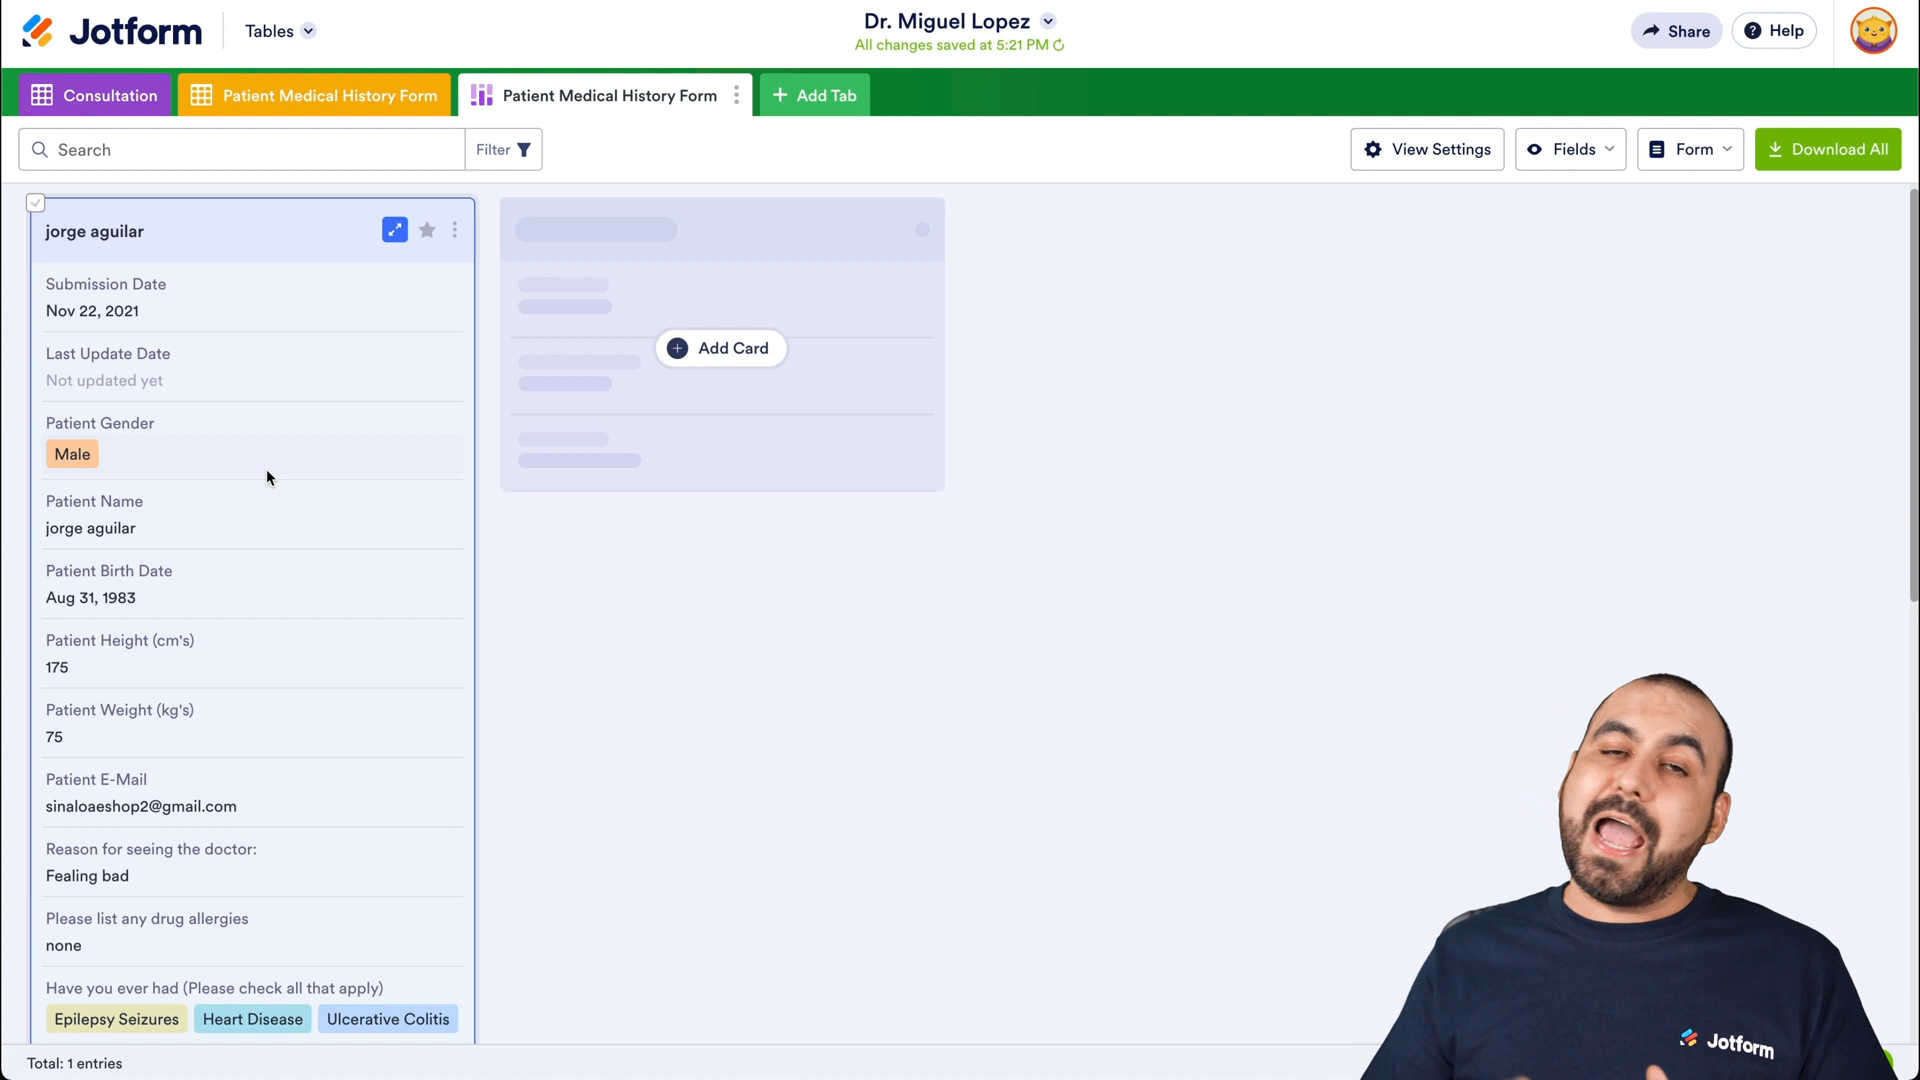 Jotform
Tables
Dr. Miguel Lopez
All changes saved at 5:21 PM
Share
Help
Consultation
Patient Medical History Form
Patient Medical History Form
+ Add Tab
Search
Filter
View Settings
Fields
Form
Download All
jorge aguilar
Submission Date
Nov 22, 2021
Last Update Date
Not updated yet
Patient Gender
Male
Patient Name
jorge aguilar
Patient Birth Date
Aug 31, 1983
Patient Height (cm's)
175
Patient Weight (kg's)
75
Patient E-Mail
sinaloaeshop2@gmail.com
Reason for seeing the doctor:
Fealing bad
Please list any drug allergies
none
Have you ever had (Please check all that apply)
Epilepsy Seizures Heart Disease Ulcerative Colitis
Add Card
Total: 1 entries
Jotform